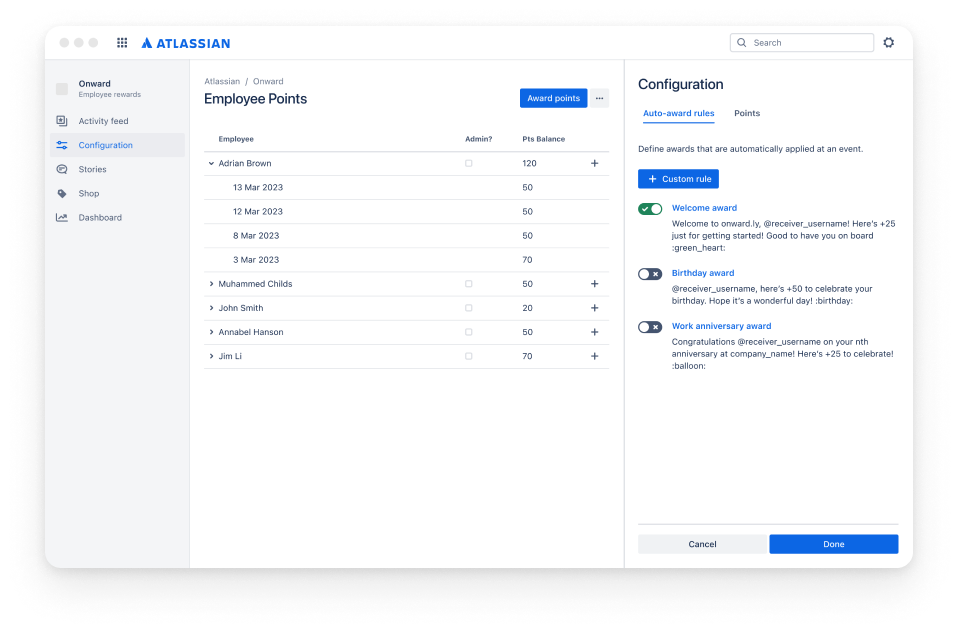 ATLASSIAN
Search
Onward
Employee rewards
Activity feed
Configuration
Stories
Shop
Dashboard
Atlassian / Onward
Employee Points
Award points
Employee Admin? Pts Balance
Adrian Brown 120
13 Mar 2023 50
12 Mar 2023 50
8 Mar 2023 50
3 Mar 2023 70
Muhammed Childs 50
John Smith 20
Annabel Hanson 50
Jim Li 70
Configuration
Auto-award rules Points
Define awards that are automatically applied at an event.
Custom rule
Welcome award
Welcome to onward.ly, @receiver_username! Here's +25
just for getting started! Good to have you on board
:green_heart:
Birthday award
@receiver_username, here's +50 to celebrate your
birthday. Hope it's a wonderful day! :birthday:
Work anniversary award
Congratulations @receiver_username on your nth
anniversary at company_name! Here's +25 to celebrate!
:balloon:
Cancel Done